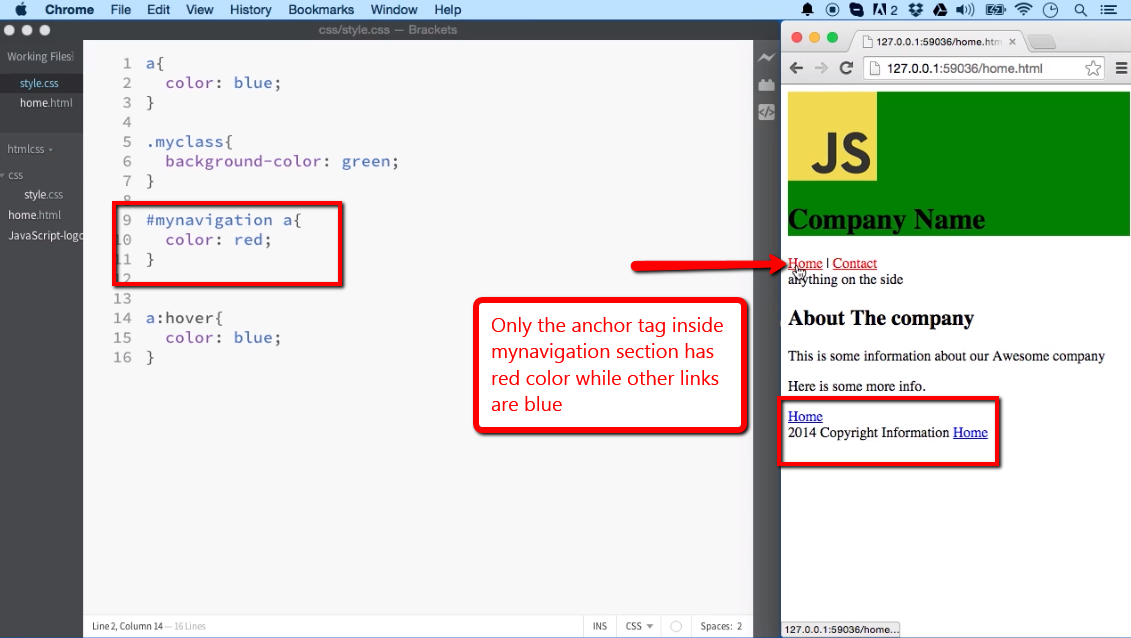 Chrome File Edit View History Bookmarks Window Help
2
css/style.css — Brackets
Working Files
style.css
home.html
htmlcss
css
style.css
home.html
JavaScript-logo
1 a{
2 color: blue;
3 }
4
5 .myclass{
6 background-color: green;
7 }
8
9 #mynavigation a{
10 color: red;
11 }
12
13
14 a:hover{
15 color: blue;
16 }
Only the anchor tag inside
mynavigation section has
red color while other links
are blue
Line 2, Column 14 — 16 Lines
INS CSS Spaces: 2
127.0.0.1:59036/home.htm
127.0.0.1:59036/home.html
JS
Company Name
Home | Contact
anything on the side
About The company
This is some information about our Awesome company
Here is some more info.
Home
2014 Copyright Information Home
127.0.0.1:59036/home...